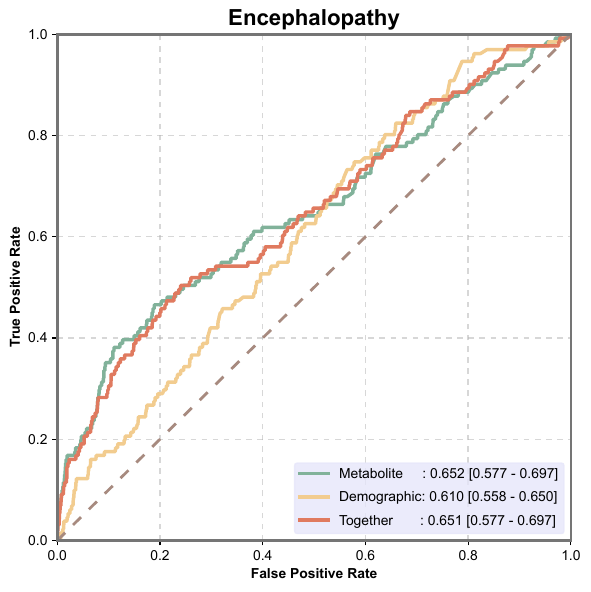 Encephalopathy
True Positive Rate
1.0
0.8
0.6
0.4
0.2
0.0
Metabolite : 0.652 [0.577 - 0.697]
Demographic: 0.610 [0.558 - 0.650]
Together : 0.651 [0.577 - 0.697]
0.0 0.2 0.4 0.6 0.8 1.0
False Positive Rate